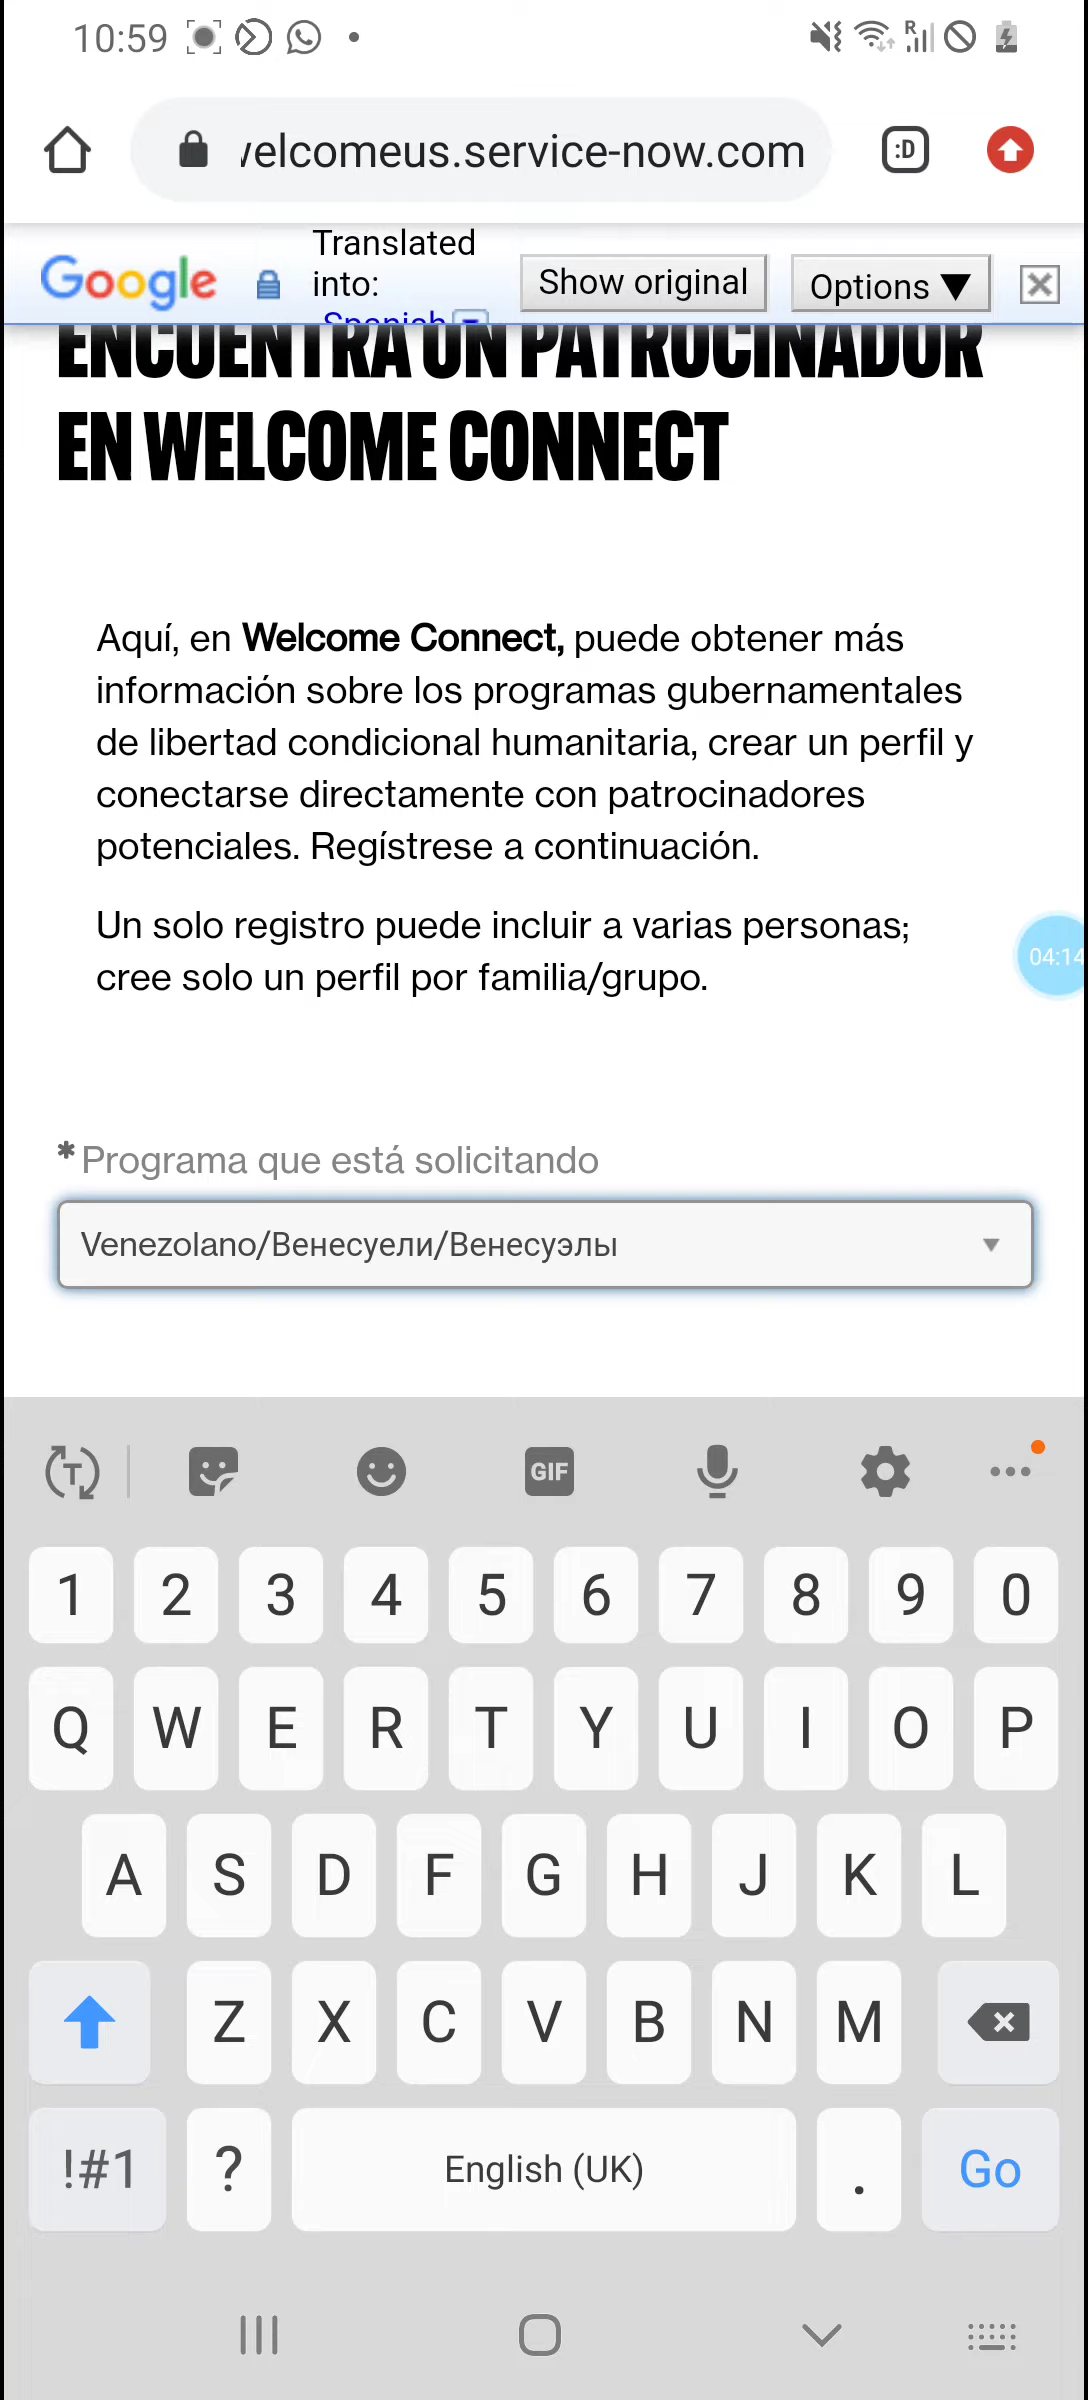 10:59
R
welcomeus.service-now.com
:D
Google
Translated
into:
Spanish
Show original
Options ▼
ENCUENTRA UN PATROCINADOR
EN WELCOME CONNECT
Aquí, en Welcome Connect, puede obtener más
información sobre los programas gubernamentales
de libertad condicional humanitaria, crear un perfil y
conectarse directamente con patrocinadores
potenciales. Regístrese a continuación.
Un solo registro puede incluir a varias personas;
cree solo un perfil por familia/grupo.
04:14
* Programa que está solicitando
Venezolano/Венесуели/Венесуэлы
T
GIF
1 2 3 4 5 6 7 8 9 0
Q W E R T Y U I O P
A S D F G H J K L
Z X C V B N M
!#1 ? English (UK) . Go